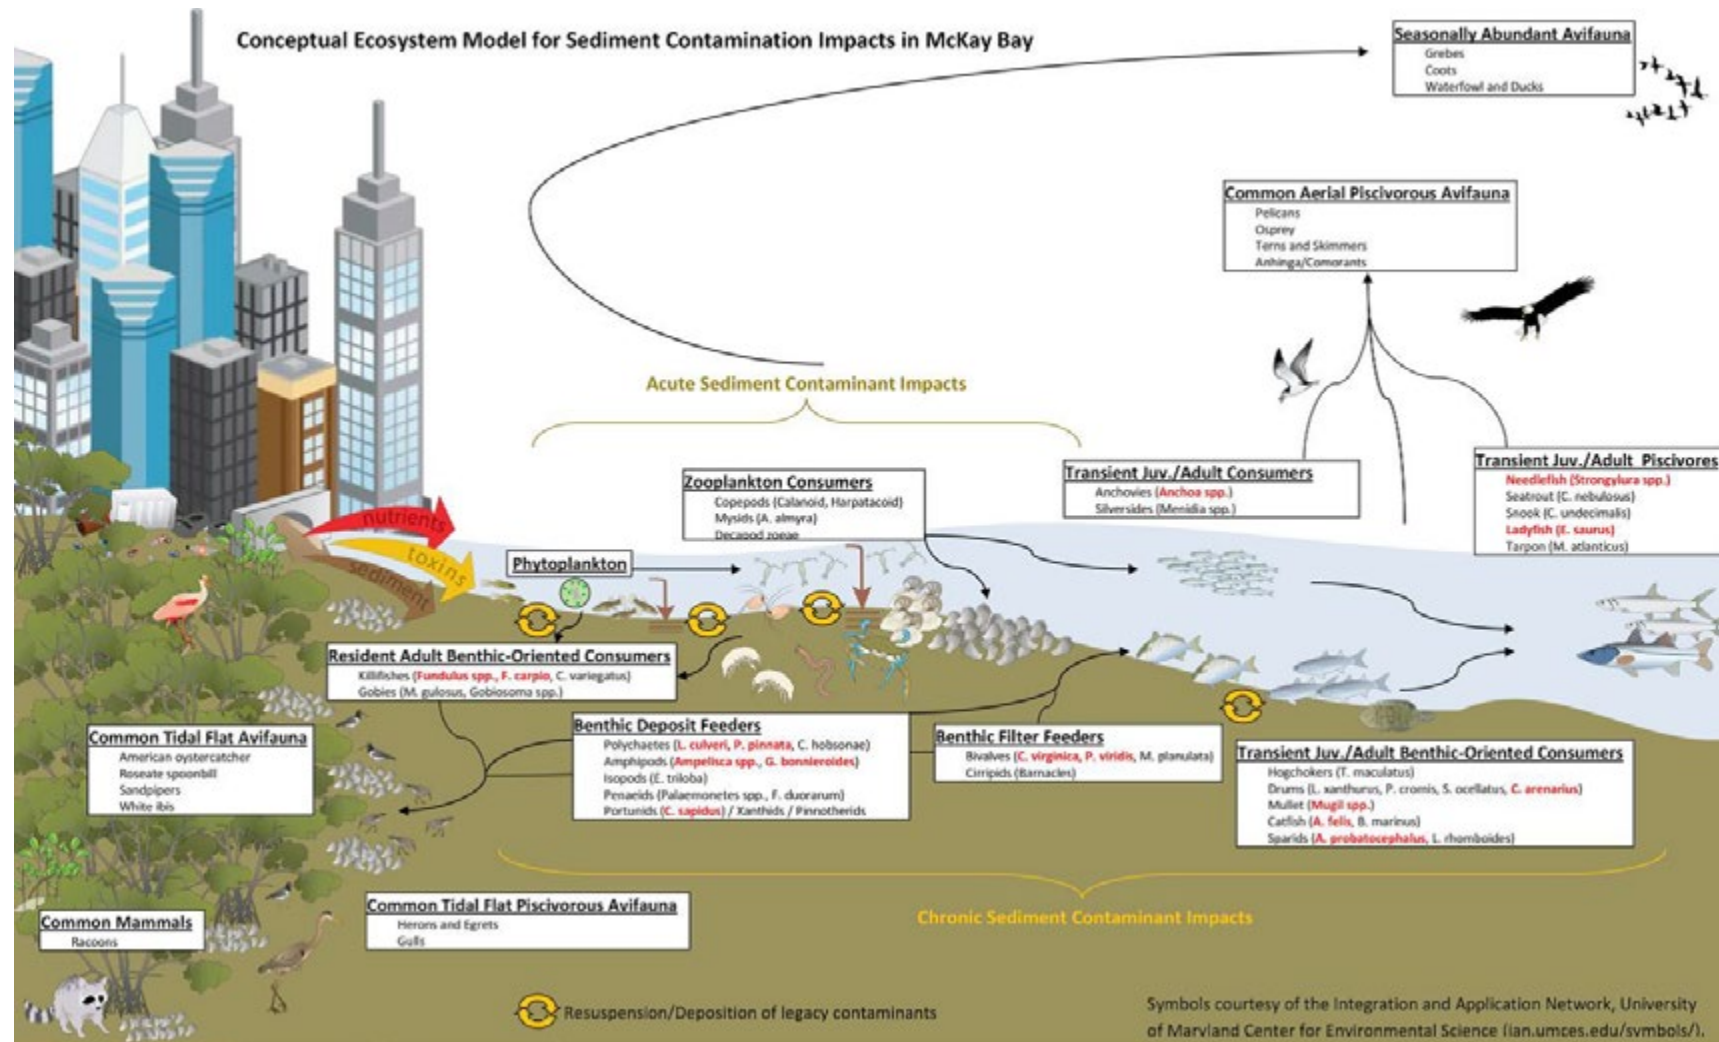 Conceptual Ecosystem Model for Sediment Contamination Impacts in McKay Bay
Seasonally Abundant Avifauna
Grebes
Coots
Waterfowl and Ducks
Common Aerial Piscivorous Avifauna
Pelicans
Osprey
Terns and Skimmers
Anhinga/Comorants
Acute Sediment Contaminant Impacts
Transient Juv./Adult Consumers
Anchovies (Anchoa spp.)
Silversides (Menidia spp.)
Transient Juv./Adult Piscivores
Needlefish (Strongylura spp.)
Seatrout (C. nebulosus)
Snook (C. undecimalis)
Ladyfish (E. saurus)
Tarpon (M. atlanticus)
Zooplankton Consumers
Copepods (Calanoid, Harpatacoid)
Mysids (A. almyra)
Decapod zoeae
nutrients
toxins
sediment
Phytoplankton
Resident Adult Benthic-Oriented Consumers
Killifishes (Fundulus spp., F. carpio, C. variegatus)
Gobies (M. gulosus, Gobiosoma spp.)
Common Tidal Flat Avifauna
American oystercatcher
Roseate spoonbill
Sandpipers
White ibis
Benthic Deposit Feeders
Polychaetes (L. culveri, P. pinnata, C. hobsonae)
Amphipods (Ampelisca spp., G. bonnieroides)
Isopods (E. triloba)
Penaeids (Palaemonetes spp., F. duorarum)
Portunids (C. sapidus) / Xanthids / Pinnotherids
Benthic Filter Feeders
Bivalves (C. virginica, P. viridis, M. planulata)
Cirripids (Barnacles)
Transient Juv./Adult Benthic-Oriented Consumers
Hogchokers (T. maculatus)
Drums (L. xanthurus, P. cromis, S. ocellatus, C. arenarius)
Mullet (Mugil spp.)
Catfish (A. felis, B. marinus)
Sparids (A. probatocephalus, L. rhomboides)
Chronic Sediment Contaminant Impacts
Common Mammals
Racoons
Common Tidal Flat Piscivorous Avifauna
Herons and Egrets
Gulls
Resuspension/Deposition of legacy contaminants
Symbols courtesy of the Integration and Application Network, University
of Maryland Center for Environmental Science (ian.umces.edu/symbols/).